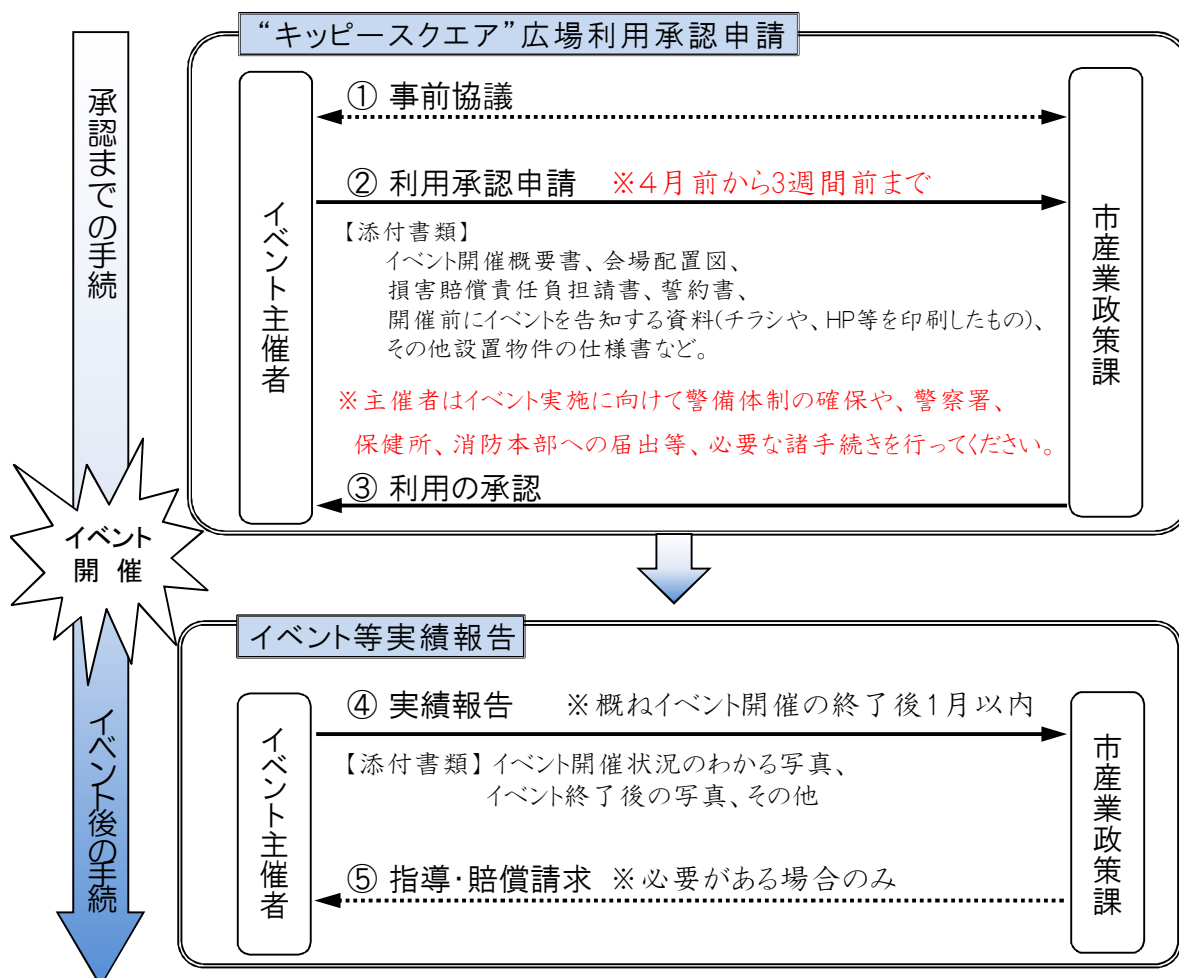 “キッピースクエア”広場利用承認申請
承認までの手続
イベント主催者
市産業政策課
① 事前協議
② 利用承認申請 ※4月前から3週間前まで
【添付書類】
イベント開催概要書、会場配置図、
損害賠償責任負担請書、誓約書、
開催前にイベントを告知する資料(チラシや、HP等を印刷したもの)、
その他設置物件の仕様書など。
※主催者はイベント実施に向けて警備体制の確保や、警察署、
保健所、消防本部への届出等、必要な諸手続きを行ってください。
③ 利用の承認
イベント
開 催
イベント等実績報告
イベント後の手続
イベント主催者
市産業政策課
④ 実績報告 ※概ねイベント開催の終了後1月以内
【添付書類】イベント開催状況のわかる写真、
イベント終了後の写真、その他
⑤ 指導・賠償請求 ※必要がある場合のみ